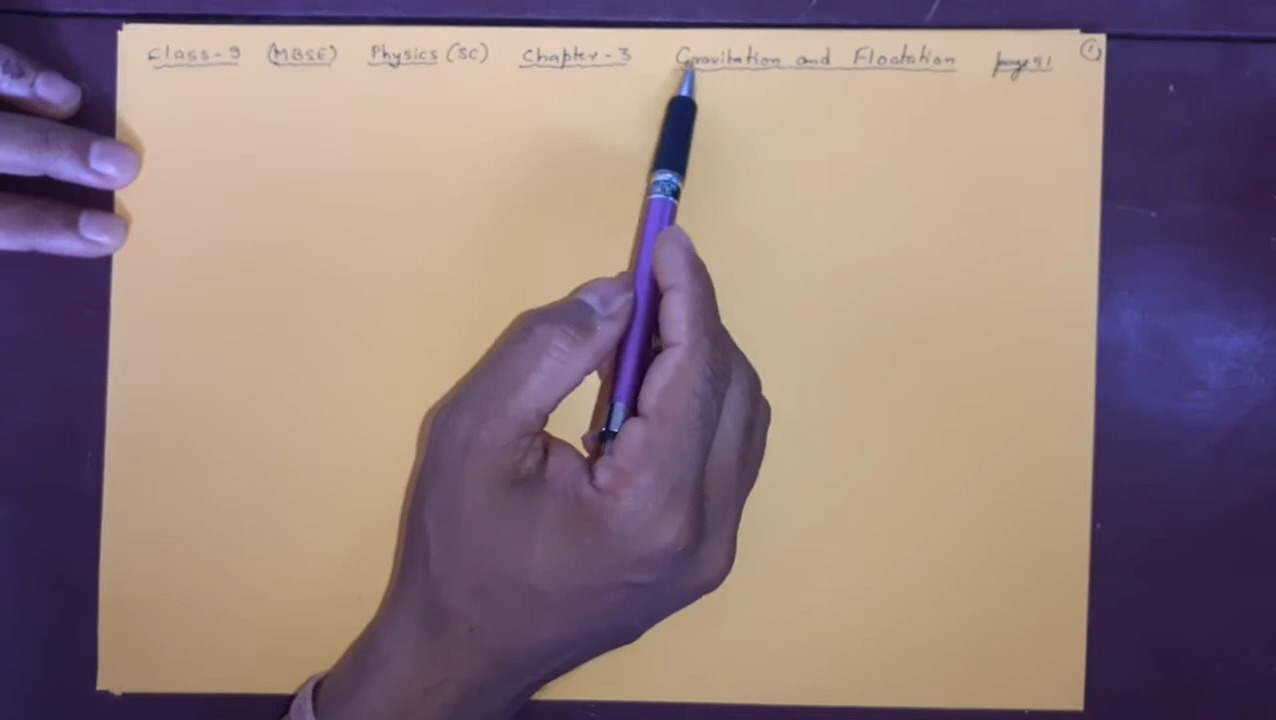 Class-9 (MBSE) Physics (SC) Chapter-3 Gravitation and Floatation page 51 1